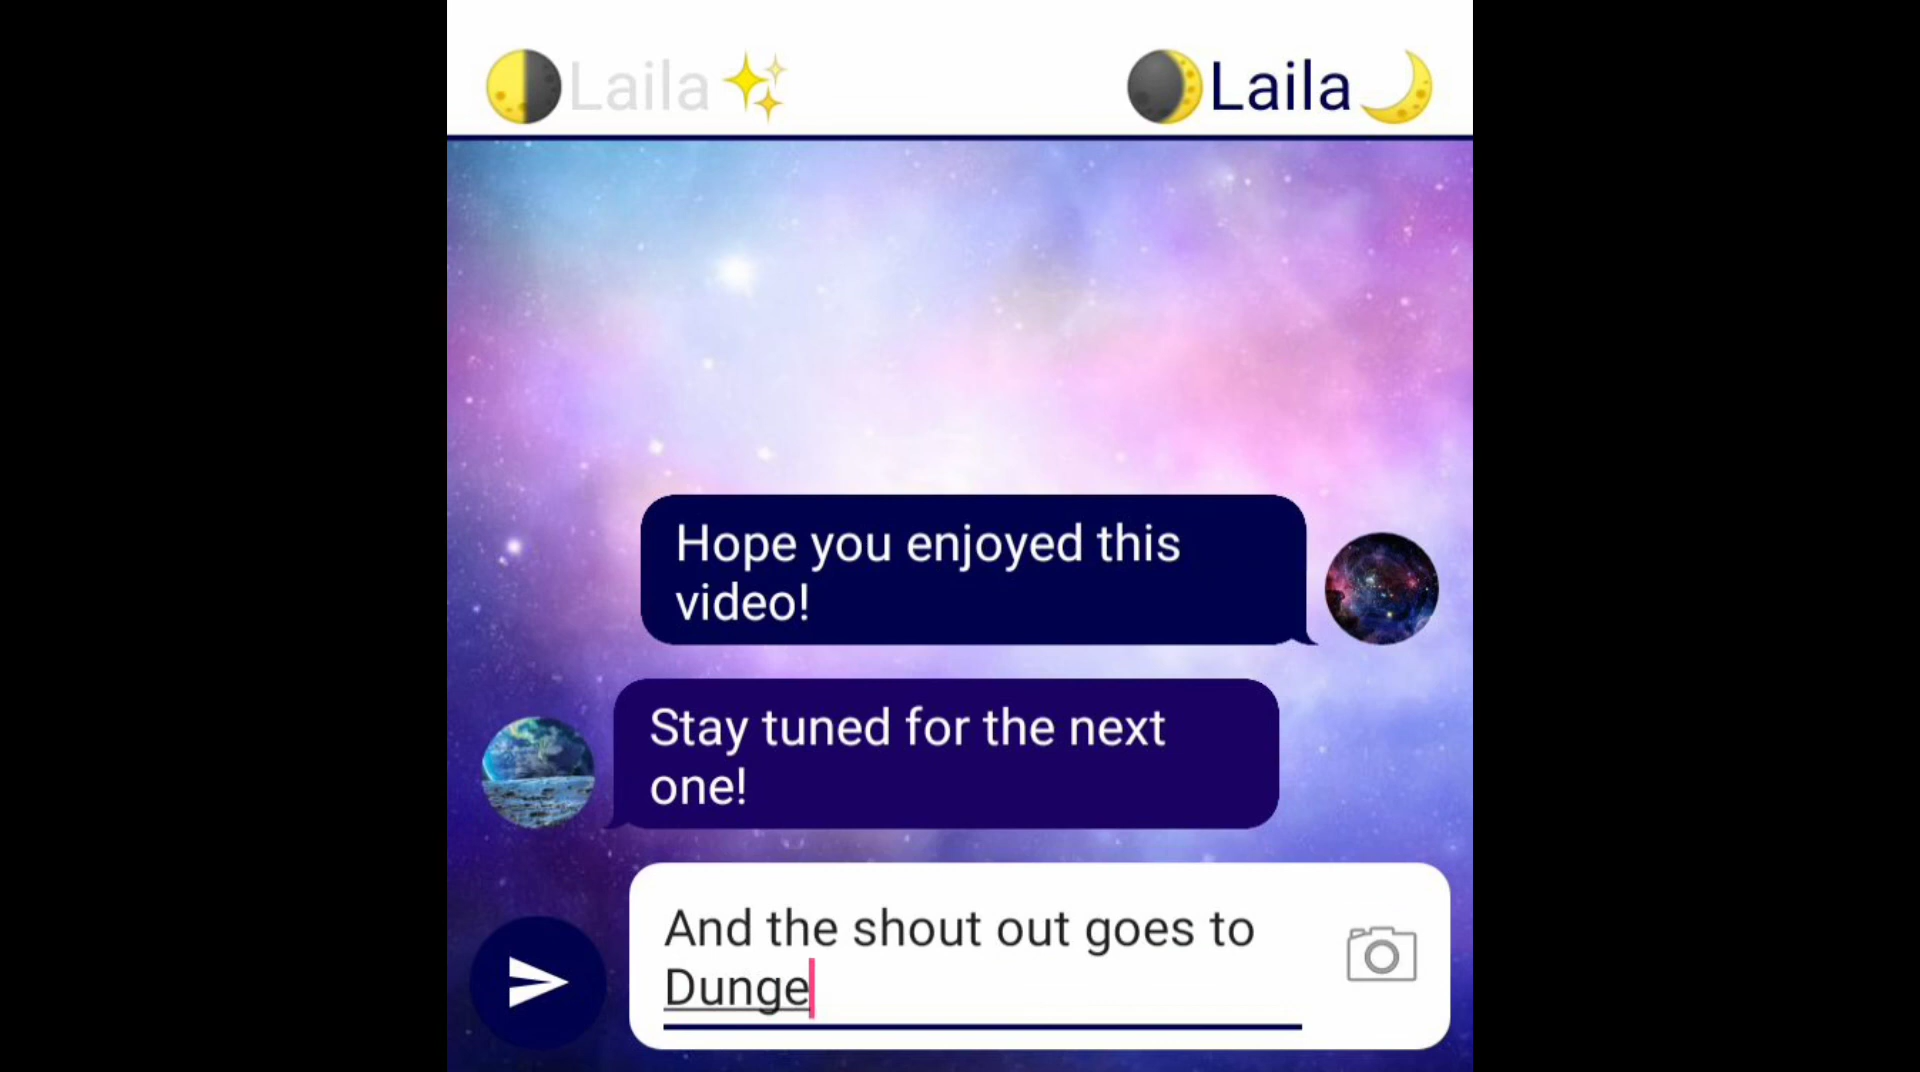 🌗Laila✨ 🌒Laila🌙
Hope you enjoyed this
video!
Stay tuned for the next
one!
And the shout out goes to
Dunge